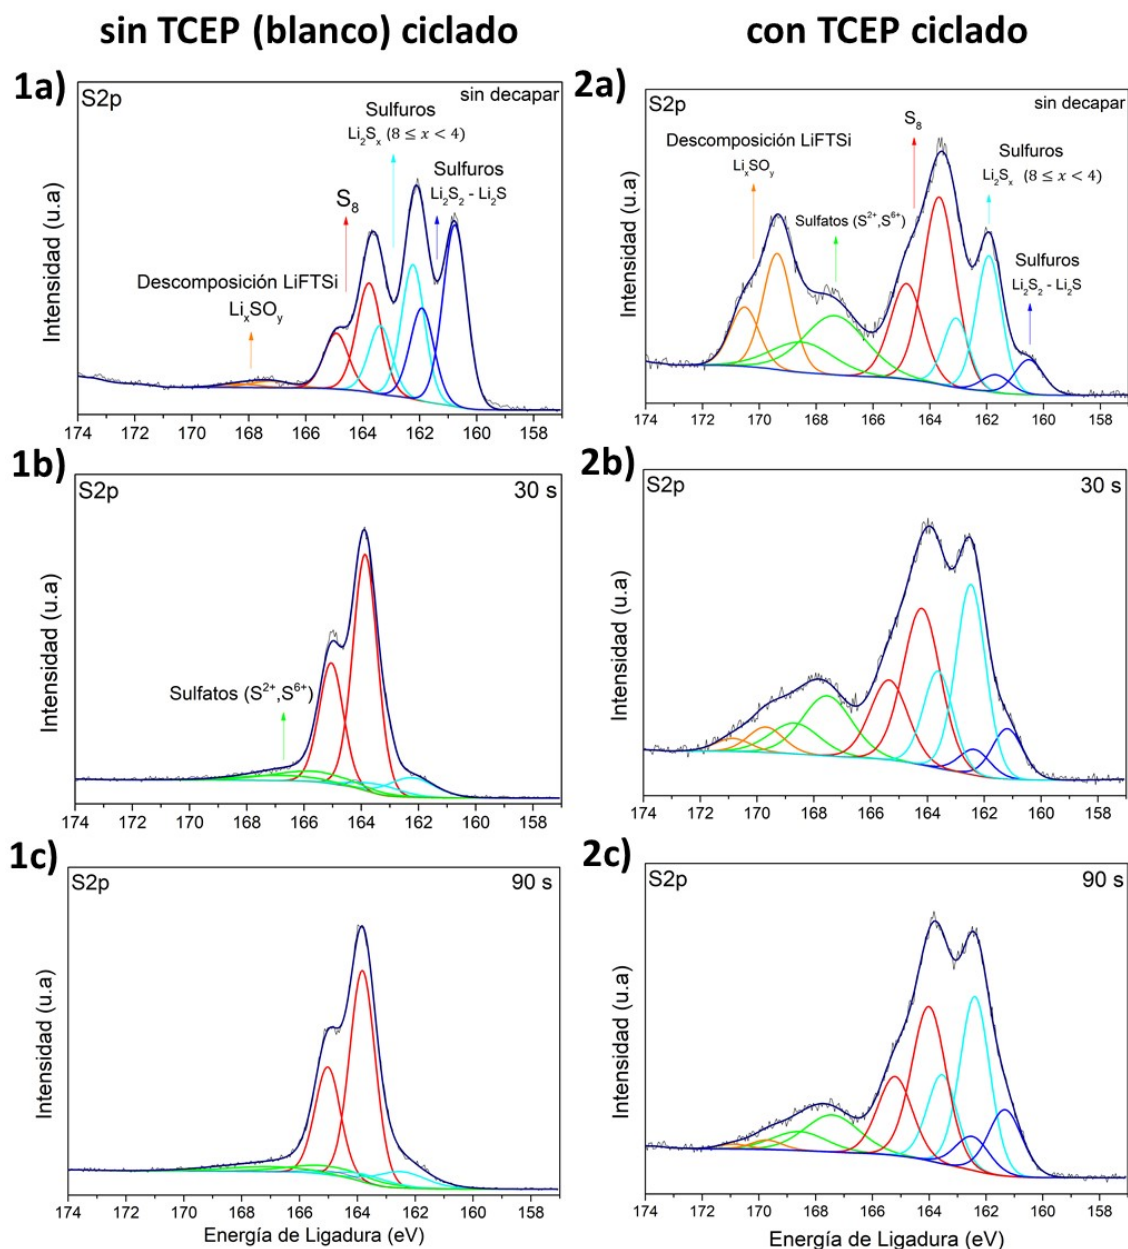 sin TCEP (blanco) ciclado
con TCEP ciclado
1a)
S2p
sin decapar
Sulfuros
Li₂Sₓ (8 ≤ x < 4)
Sulfuros
Li₂S₂ - Li₂S
S₈
Descomposición LiFTSi
LiₓSOᵧ
Intensidad (u.a)
174 172 170 168 166 164 162 160 158
2a)
S2p
sin decapar
S₈
Descomposición LiFTSi
LiₓSOᵧ
Sulfuros
Li₂Sₓ (8 ≤ x < 4)
Sulfatos (S²⁺,S⁶⁺)
Sulfuros
Li₂S₂ - Li₂S
Intensidad (u.a)
174 172 170 168 166 164 162 160 158
1b)
S2p
30 s
Sulfatos (S²⁺,S⁶⁺)
Intensidad (u.a)
174 172 170 168 166 164 162 160 158
2b)
S2p
30 s
Intensidad (u.a)
174 172 170 168 166 164 162 160 158
1c)
S2p
90 s
Intensidad (u.a)
174 172 170 168 166 164 162 160 158
Energía de Ligadura (eV)
2c)
S2p
90 s
Intensidad (u.a)
174 172 170 168 166 164 162 160 158
Energía de Ligadura (eV)